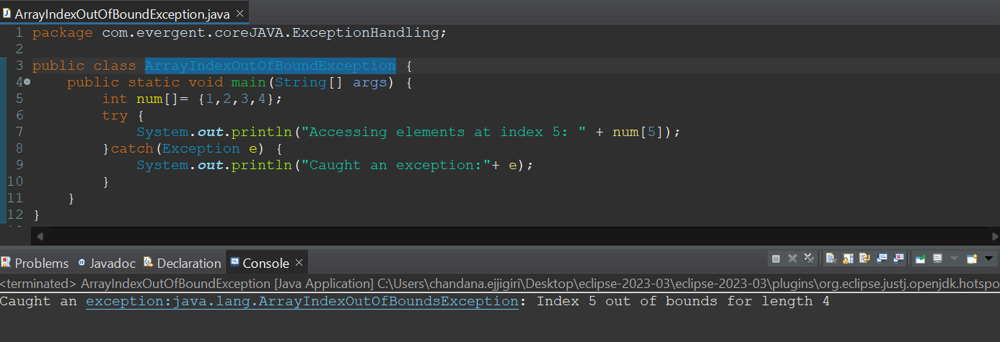 ArrayIndexOutOfBoundException.java
1 package com.evergent.coreJAVA.ExceptionHandling;
2
3 public class ArrayIndexOutOfBoundException {
4 public static void main(String[] args) {
5 int num[]= {1,2,3,4};
6 try {
7 System.out.println("Accessing elements at index 5: " + num[5]);
8 }catch(Exception e) {
9 System.out.println("Caught an exception:"+ e);
10 }
11 }
12 }
Problems @ Javadoc Declaration Console
<terminated> ArrayIndexOutOfBoundException [Java Application] C:\Users\chandana.ejjigiri\Desktop\eclipse-2023-03\eclipse-2023-03\plugins\org.eclipse.justj.openjdk.hotspo
Caught an exception:java.lang.ArrayIndexOutOfBoundsException: Index 5 out of bounds for length 4